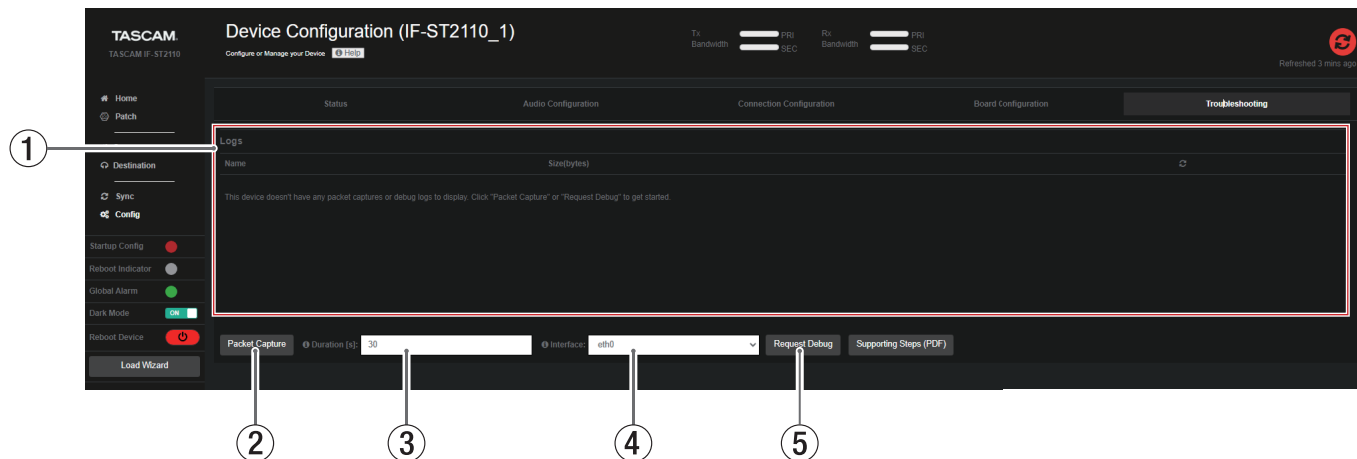 TASCAM
TASCAM IF-ST2110
Device Configuration (IF-ST2110_1)
Configure or Manage your Device Help
Tx
Bandwidth
PRI
SEC
Rx
Bandwidth
PRI
SEC
Refreshed 3 mins ago
Home
Patch
Destination
Sync
Config
Startup Config
Reboot Indicator
Global Alarm
Dark Mode ON
Reboot Device
Load Wizard
Status Audio Configuration Connection Configuration Board Configuration Troubleshooting
Logs
Name Size(bytes)
This device doesn't have any packet captures or debug logs to display. Click "Packet Capture" or "Request Debug" to get started.
Packet Capture Duration [s]: 30 Interface: eth0 Request Debug Supporting Steps (PDF)
1
2 3 4 5